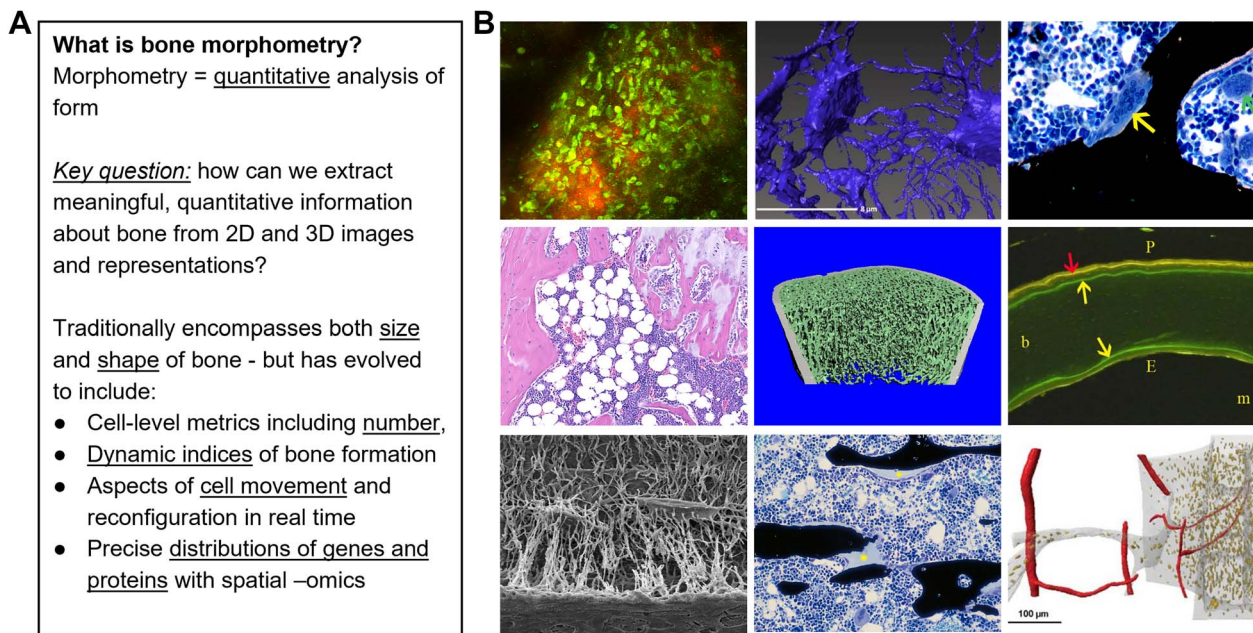 A
What is bone morphometry?
Morphometry = quantitative analysis of
form
Key question: how can we extract
meaningful, quantitative information
about bone from 2D and 3D images
and representations?
Traditionally encompasses both size
and shape of bone - but has evolved
to include:
● Cell-level metrics including number,
● Dynamic indices of bone formation
● Aspects of cell movement and
reconfiguration in real time
● Precise distributions of genes and
proteins with spatial –omics
B
8 µm
P
b
E
m
100 µm